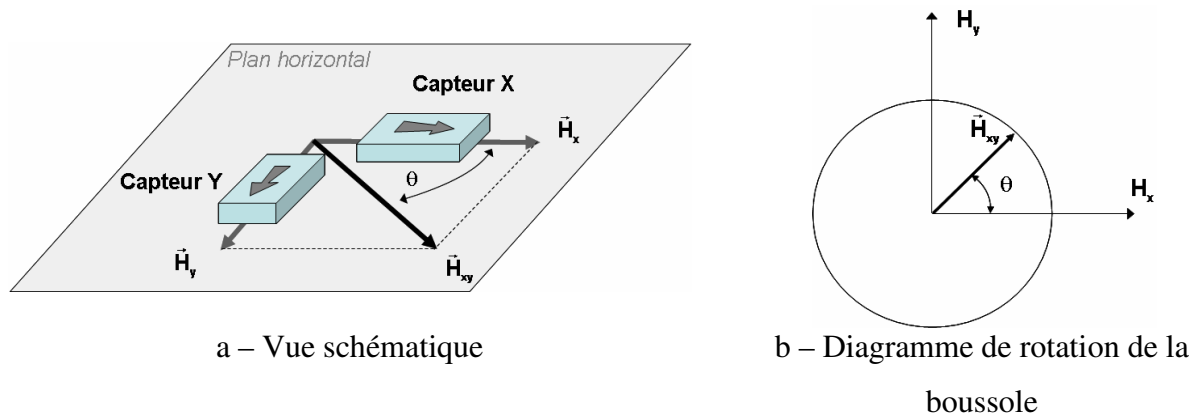 Plan horizontal
Capteur X
H⃗x
Capteur Y
θ
H⃗y
H⃗xy
a – Vue schématique
Hy
H⃗xy
θ
Hx
b – Diagramme de rotation de la
boussole